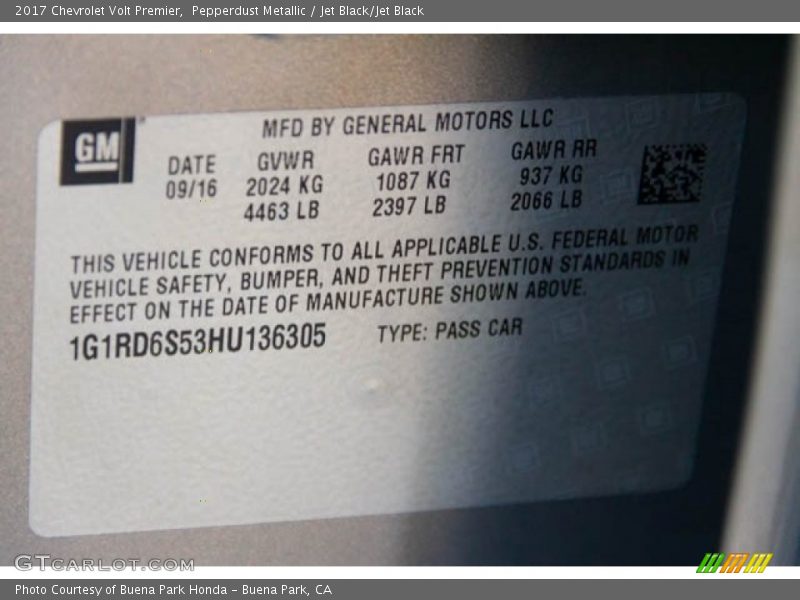 2017 Chevrolet Volt Premier,  Pepperdust Metallic / Jet Black/Jet Black
GM
MFD BY GENERAL MOTORS LLC
DATE GVWR GAWR FRT GAWR RR
09/16 2024 KG 1087 KG 937 KG
4463 LB 2397 LB 2066 LB
THIS VEHICLE CONFORMS TO ALL APPLICABLE U.S. FEDERAL MOTOR
VEHICLE SAFETY, BUMPER, AND THEFT PREVENTION STANDARDS IN
EFFECT ON THE DATE OF MANUFACTURE SHOWN ABOVE.
1G1RD6S53HU136305 TYPE: PASS CAR
GTCARLOT.COM
Photo Courtesy of Buena Park Honda - Buena Park, CA